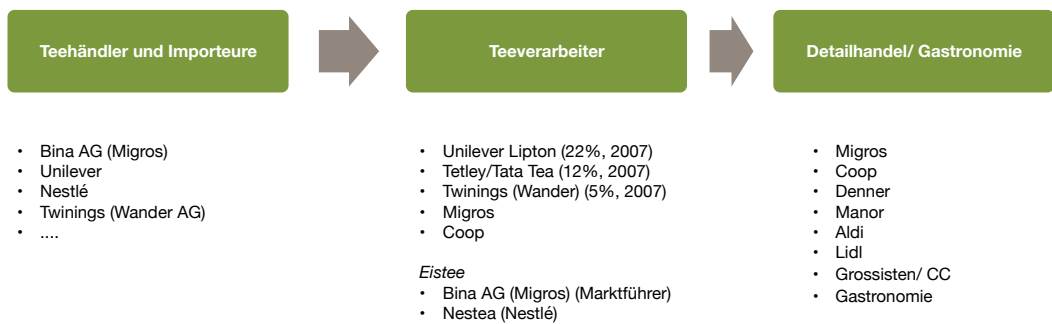 Teehändler und Importeure
Teeverarbeiter
Detailhandel/ Gastronomie
• Bina AG (Migros)
• Unilever
• Nestlé
• Twinings (Wander AG)
• ....
• Unilever Lipton (22%, 2007)
• Tetley/Tata Tea (12%, 2007)
• Twinings (Wander) (5%, 2007)
• Migros
• Coop
Eistee
• Bina AG (Migros) (Marktführer)
• Nestea (Nestlé)
• Migros
• Coop
• Denner
• Manor
• Aldi
• Lidl
• Grossisten/ CC
• Gastronomie